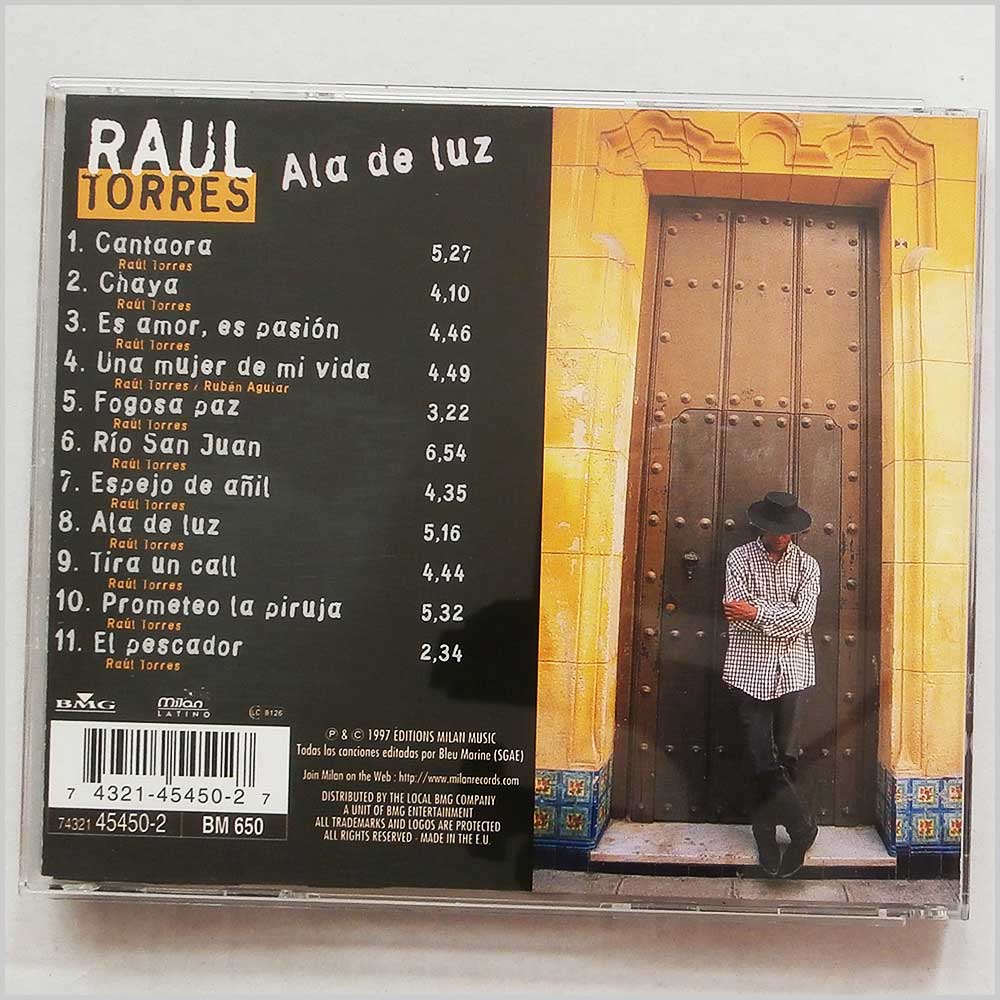 RAUL
TORRES
Ala de luz
1. Cantaora 5,27
Raúl Torres
2. Chaya 4,10
Raúl Torres
3. Es amor, es pasión 4,46
Raúl Torres
4. Una mujer de mi vida 4,49
Raúl Torres / Rubén Aguiar
5. Fogosa paz 3,22
Raúl Torres
6. Río San Juan 6,54
Raúl Torres
7. Espejo de añil 4,35
Raúl Torres
8. Ala de luz 5,16
Raúl Torres
9. Tira un call 4,44
Raúl Torres
10. Prometeo la piruja 5,32
Raúl Torres
11. El pescador 2,34
Raúl Torres
BMG
Milan
LATINO
LC 8126
℗ & © 1997 EDITIONS MILAN MUSIC
Todas las canciones editadas por Bleu Marine (SGAE)
Join Milan on the Web : http://www.milanrecords.com
DISTRIBUTED BY THE LOCAL BMG COMPANY
A UNIT OF BMG ENTERTAINMENT
ALL TRADEMARKS AND LOGOS ARE PROTECTED
ALL RIGHTS RESERVED - MADE IN THE E.U.
7 4321-45450-2 7
74321 45450-2 BM 650